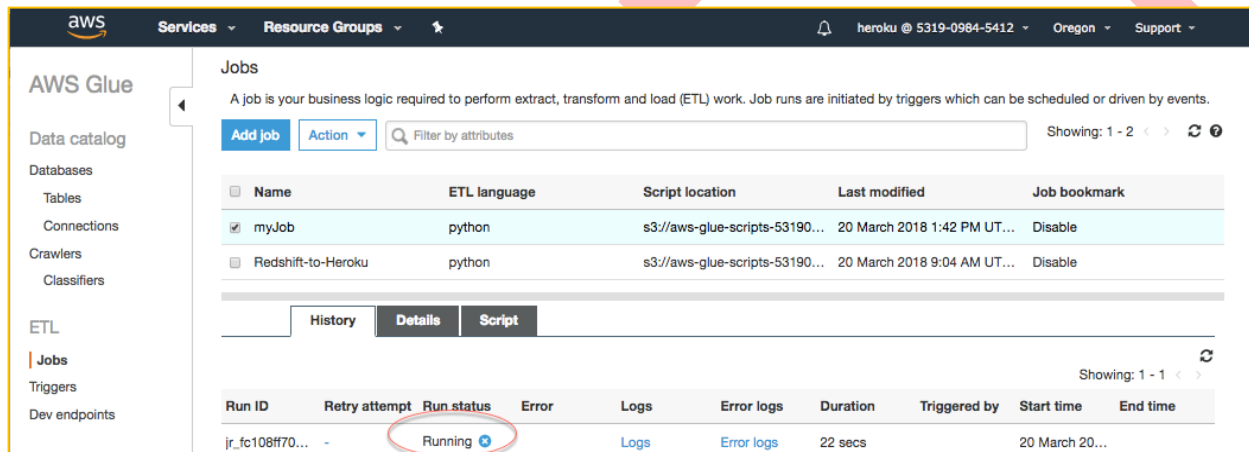 aws Services Resource Groups heroku @ 5319-0984-5412 Oregon Support
AWS Glue
Data catalog
Databases
Tables
Connections
Crawlers
Classifiers
ETL
Jobs
Triggers
Dev endpoints
Jobs
A job is your business logic required to perform extract, transform and load (ETL) work. Job runs are initiated by triggers which can be scheduled or driven by events.
Add job Action Filter by attributes Showing: 1 - 2
Name ETL language Script location Last modified Job bookmark
myJob python s3://aws-glue-scripts-53190... 20 March 2018 1:42 PM UT... Disable
Redshift-to-Heroku python s3://aws-glue-scripts-53190... 20 March 2018 9:04 AM UT... Disable
History Details Script
Showing: 1 - 1
Run ID Retry attempt Run status Error Logs Error logs Duration Triggered by Start time End time
jr_fc108ff70... - Running Logs Error logs 22 secs 20 March 20...